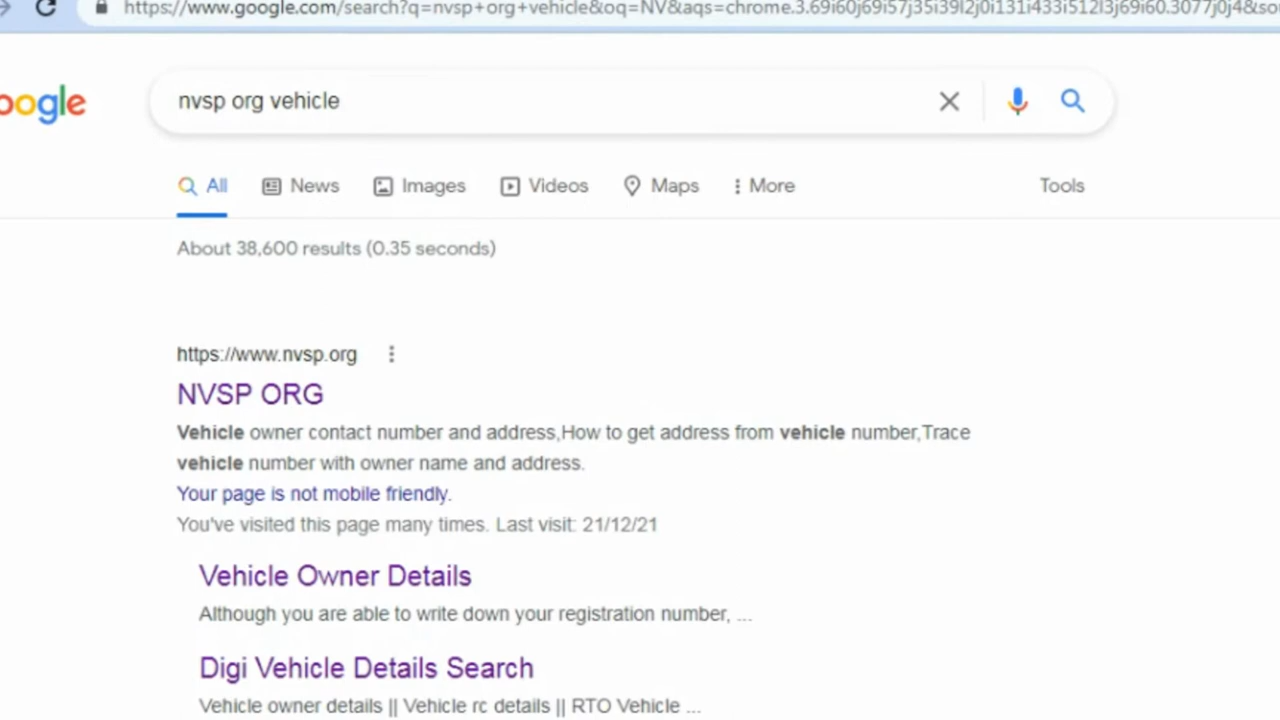 https://www.google.com/search?q=nvsp+org+vehicle&oq=NV&aqs=chrome.3.69i60j69i57j35i39l2j0i131i433i512l3j69i60.3077j0j4&so
oogle
nvsp org vehicle
All News Images Videos Maps More Tools
About 38,600 results (0.35 seconds)
https://www.nvsp.org
NVSP ORG
Vehicle owner contact number and address,How to get address from vehicle number,Trace
vehicle number with owner name and address.
Your page is not mobile friendly.
You've visited this page many times. Last visit: 21/12/21
Vehicle Owner Details
Although you are able to write down your registration number, ...
Digi Vehicle Details Search
Vehicle owner details || Vehicle rc details || RTO Vehicle ...